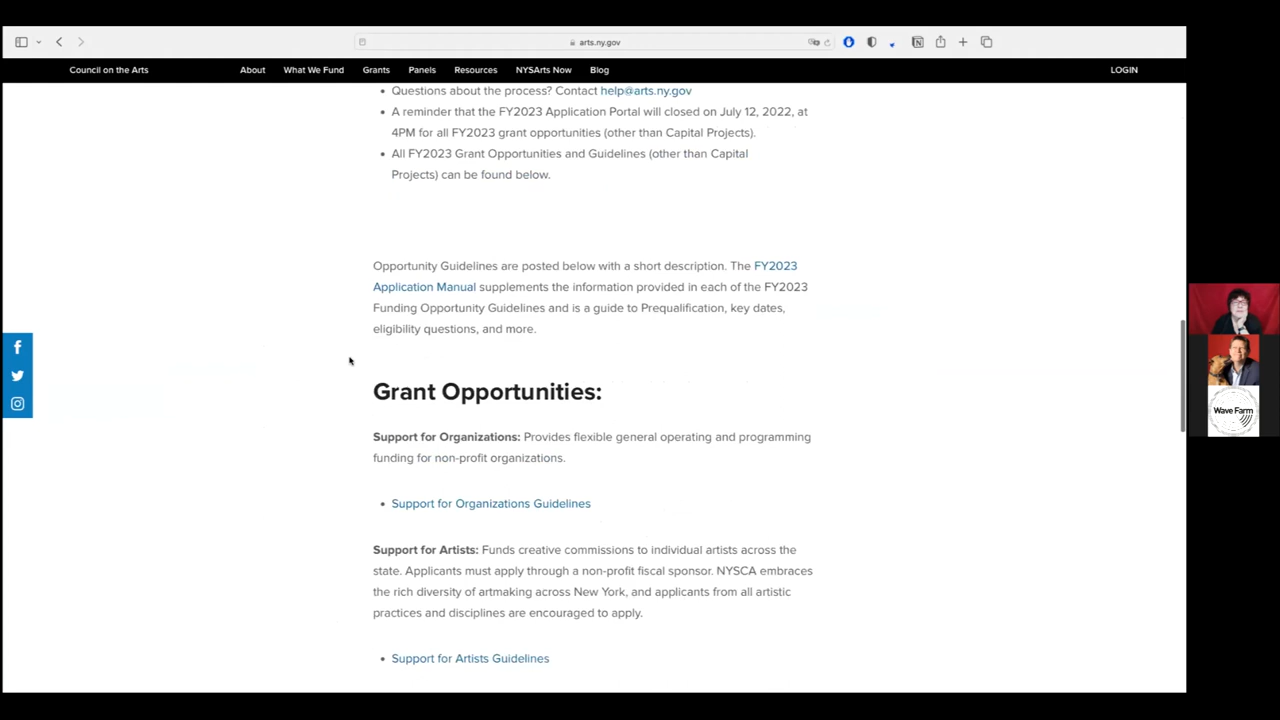 arts.ny.gov
Council on the Arts About What We Fund Grants Panels Resources NYSArts Now Blog LOGIN
• Questions about the process? Contact help@arts.ny.gov
• A reminder that the FY2023 Application Portal will closed on July 12, 2022, at
4PM for all FY2023 grant opportunities (other than Capital Projects).
• All FY2023 Grant Opportunities and Guidelines (other than Capital
Projects) can be found below.
Opportunity Guidelines are posted below with a short description. The FY2023
Application Manual supplements the information provided in each of the FY2023
Funding Opportunity Guidelines and is a guide to Prequalification, key dates,
eligibility questions, and more.
Grant Opportunities:
Support for Organizations: Provides flexible general operating and programming
funding for non-profit organizations.
• Support for Organizations Guidelines
Support for Artists: Funds creative commissions to individual artists across the
state. Applicants must apply through a non-profit fiscal sponsor. NYSCA embraces
the rich diversity of artmaking across New York, and applicants from all artistic
practices and disciplines are encouraged to apply.
• Support for Artists Guidelines
Wave Farm